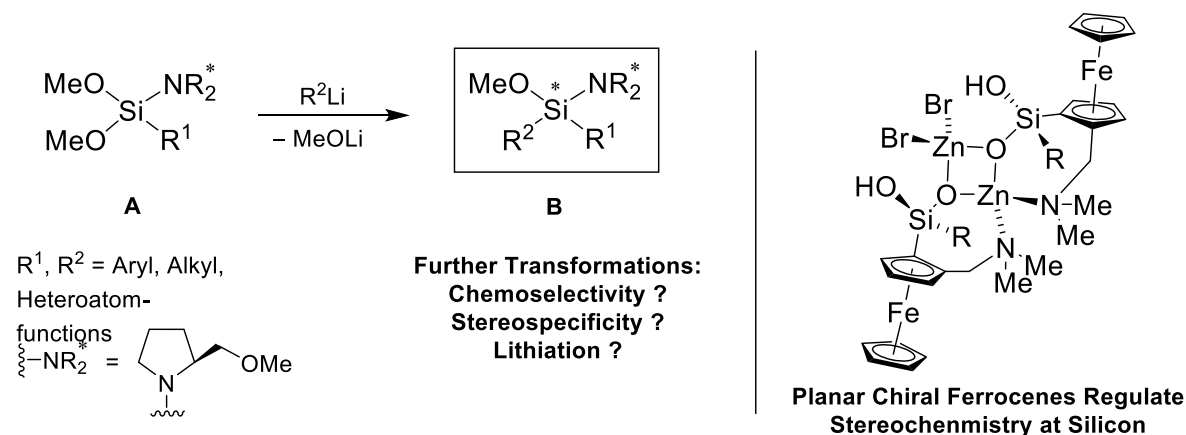 MeO
NR2*
Si
MeO
R1
A
R2Li
– MeOLi
MeO
*
NR2*
Si
R2
R1
B
R1, R2 = Aryl, Alkyl,
Heteroatom-
functions
–NR2* =
N
OMe
Further Transformations:
Chemoselectivity ?
Stereospecificity ?
Lithiation ?
Fe
HO
Br
Si
Br
Zn
O
R
HO
O
Zn
N
Me
Si
R
Me
N
Me
Me
Fe
Planar Chiral Ferrocenes Regulate
Stereochenmistry at Silicon